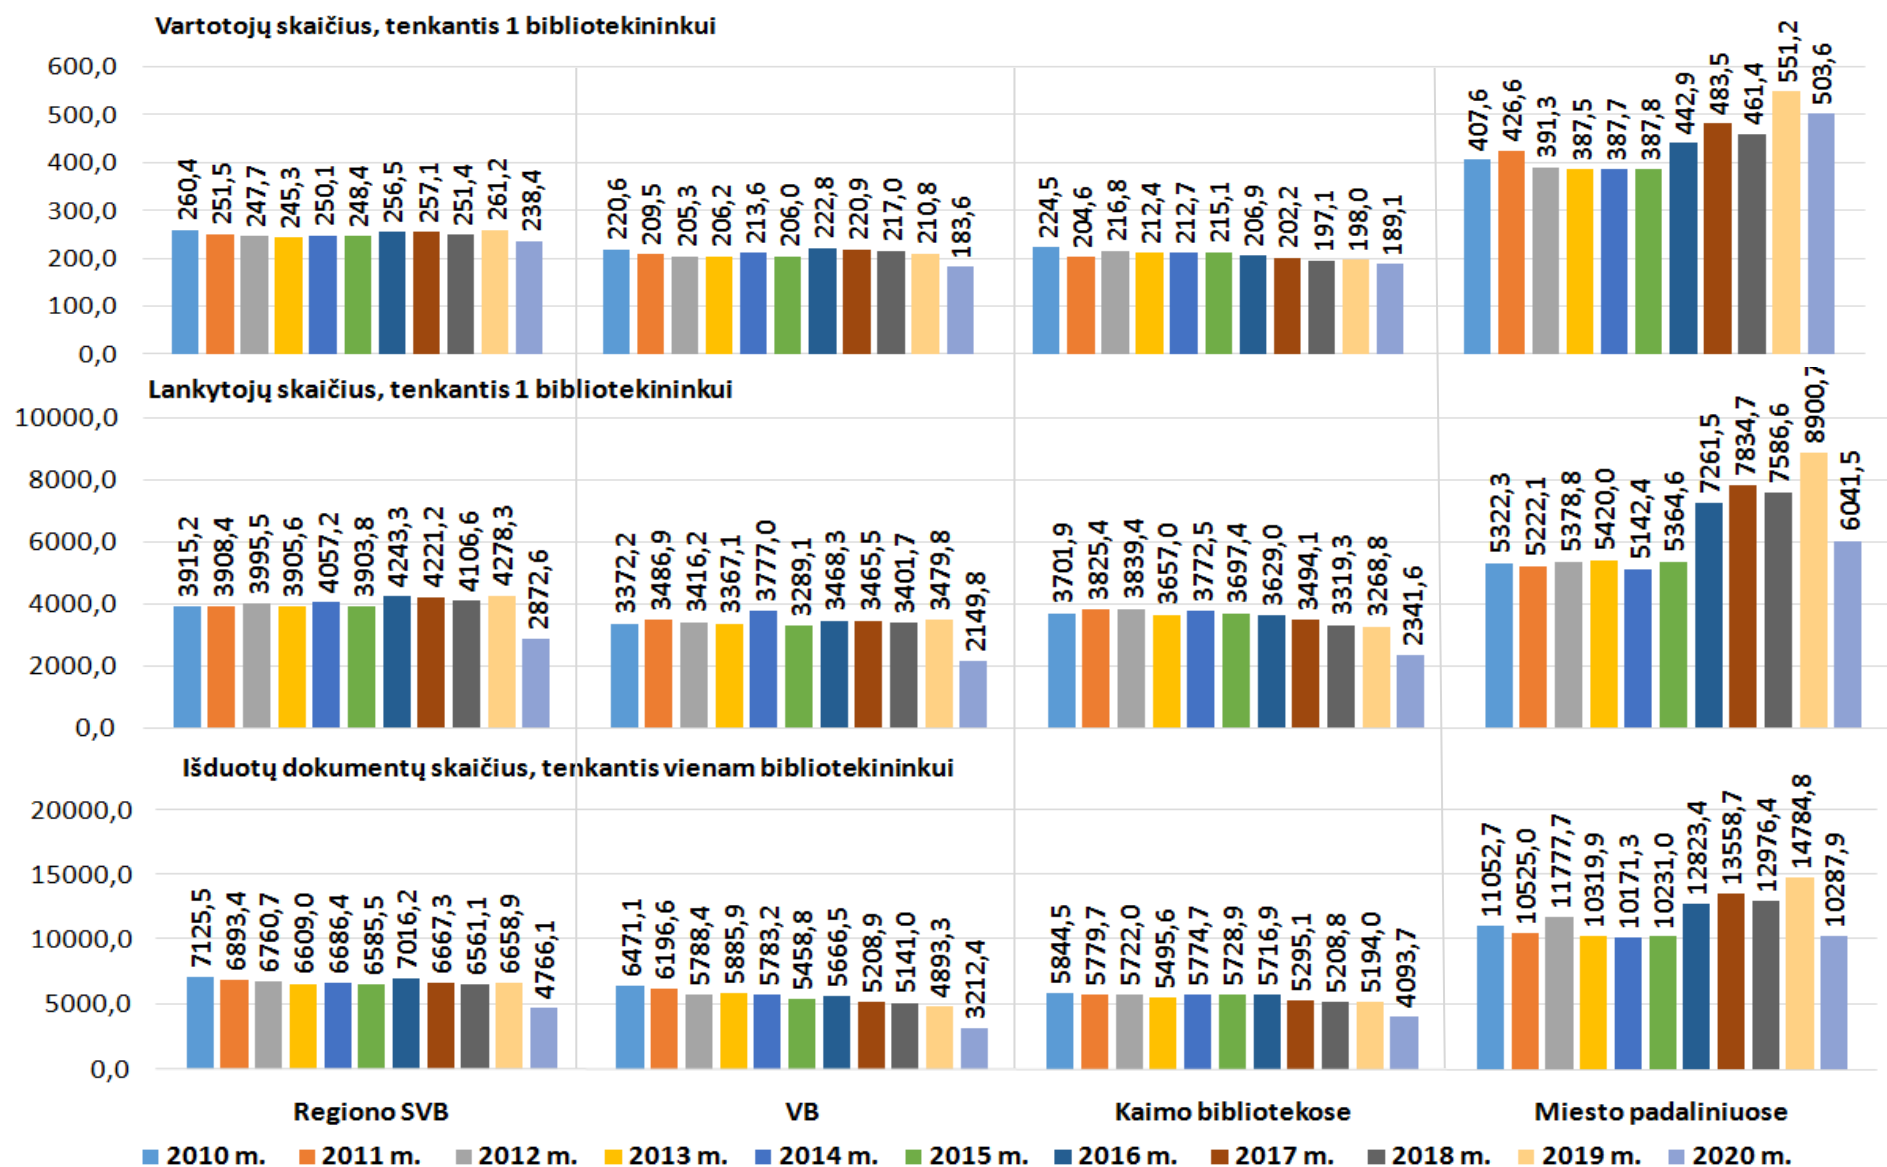 Vartotojų skaičius, tenkantis 1 bibliotekininkui
600,0
500,0
400,0
300,0
200,0
100,0
0,0
260,4 251,5 247,7 245,3 250,1 248,4 256,5 257,1 251,4 261,2 238,4
220,6 209,5 205,3 206,2 213,6 206,0 222,8 220,9 217,0 210,8 183,6
224,5 204,6 216,8 212,4 212,7 215,1 206,9 202,2 197,1 198,0 189,1
407,6 426,6 391,3 387,5 387,7 387,8 442,9 483,5 461,4 551,2 503,6
Lankytojų skaičius, tenkantis 1 bibliotekininkui
10000,0
8000,0
6000,0
4000,0
2000,0
0,0
3915,2 3908,4 3995,5 3905,6 4057,2 3903,8 4243,3 4221,2 4106,6 4278,3 2872,6
3372,2 3486,9 3416,2 3367,1 3777,0 3289,1 3468,3 3465,5 3401,7 3479,8 2149,8
3701,9 3825,4 3839,4 3657,0 3772,5 3697,4 3629,0 3494,1 3319,3 3268,8 2341,6
5322,3 5222,1 5378,8 5420,0 5142,4 5364,6 7261,5 7834,7 7586,6 8900,7 6041,5
Išduotų dokumentų skaičius, tenkantis vienam bibliotekininkui
20000,0
15000,0
10000,0
5000,0
0,0
7125,5 6893,4 6760,7 6609,0 6686,4 6585,5 7016,2 6667,3 6561,1 6658,9 4766,1
6471,1 6196,6 5788,4 5885,9 5783,2 5458,8 5666,5 5208,9 5141,0 4893,3 3212,4
5844,5 5779,7 5722,0 5495,6 5774,7 5728,9 5716,9 5295,1 5208,8 5194,0 4093,7
11052,7 10525,0 11777,7 10319,9 10171,3 10231,0 12823,4 13558,7 12976,4 14784,8 10287,9
Regiono SVB VB Kaimo bibliotekose Miesto padaliniuose
2010 m. 2011 m. 2012 m. 2013 m. 2014 m. 2015 m. 2016 m. 2017 m. 2018 m. 2019 m. 2020 m.